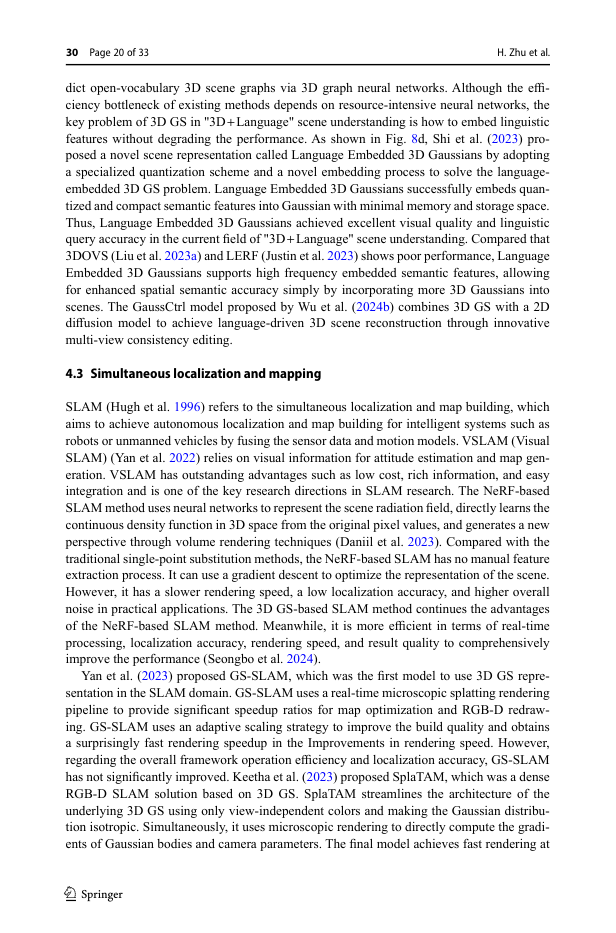 30 Page 20 of 33
H. Zhu et al.
dict open-vocabulary 3D scene graphs via 3D graph neural networks. Although the effi-
ciency bottleneck of existing methods depends on resource-intensive neural networks, the
key problem of 3D GS in "3D+Language" scene understanding is how to embed linguistic
features without degrading the performance. As shown in Fig. 8d, Shi et al. (2023) pro-
posed a novel scene representation called Language Embedded 3D Gaussians by adopting
a specialized quantization scheme and a novel embedding process to solve the language-
embedded 3D GS problem. Language Embedded 3D Gaussians successfully embeds quan-
tized and compact semantic features into Gaussian with minimal memory and storage space.
Thus, Language Embedded 3D Gaussians achieved excellent visual quality and linguistic
query accuracy in the current field of "3D+Language" scene understanding. Compared that
3DOVS (Liu et al. 2023a) and LERF (Justin et al. 2023) shows poor performance, Language
Embedded 3D Gaussians supports high frequency embedded semantic features, allowing
for enhanced spatial semantic accuracy simply by incorporating more 3D Gaussians into
scenes. The GaussCtrl model proposed by Wu et al. (2024b) combines 3D GS with a 2D
diffusion model to achieve language-driven 3D scene reconstruction through innovative
multi-view consistency editing.
4.3 Simultaneous localization and mapping
SLAM (Hugh et al. 1996) refers to the simultaneous localization and map building, which
aims to achieve autonomous localization and map building for intelligent systems such as
robots or unmanned vehicles by fusing the sensor data and motion models. VSLAM (Visual
SLAM) (Yan et al. 2022) relies on visual information for attitude estimation and map gen-
eration. VSLAM has outstanding advantages such as low cost, rich information, and easy
integration and is one of the key research directions in SLAM research. The NeRF-based
SLAM method uses neural networks to represent the scene radiation field, directly learns the
continuous density function in 3D space from the original pixel values, and generates a new
perspective through volume rendering techniques (Daniil et al. 2023). Compared with the
traditional single-point substitution methods, the NeRF-based SLAM has no manual feature
extraction process. It can use a gradient descent to optimize the representation of the scene.
However, it has a slower rendering speed, a low localization accuracy, and higher overall
noise in practical applications. The 3D GS-based SLAM method continues the advantages
of the NeRF-based SLAM method. Meanwhile, it is more efficient in terms of real-time
processing, localization accuracy, rendering speed, and result quality to comprehensively
improve the performance (Seongbo et al. 2024).
Yan et al. (2023) proposed GS-SLAM, which was the first model to use 3D GS repre-
sentation in the SLAM domain. GS-SLAM uses a real-time microscopic splatting rendering
pipeline to provide significant speedup ratios for map optimization and RGB-D redraw-
ing. GS-SLAM uses an adaptive scaling strategy to improve the build quality and obtains
a surprisingly fast rendering speedup in the Improvements in rendering speed. However,
regarding the overall framework operation efficiency and localization accuracy, GS-SLAM
has not significantly improved. Keetha et al. (2023) proposed SplaTAM, which was a dense
RGB-D SLAM solution based on 3D GS. SplaTAM streamlines the architecture of the
underlying 3D GS using only view-independent colors and making the Gaussian distribu-
tion isotropic. Simultaneously, it uses microscopic rendering to directly compute the gradi-
ents of Gaussian bodies and camera parameters. The final model achieves fast rendering at
Springer